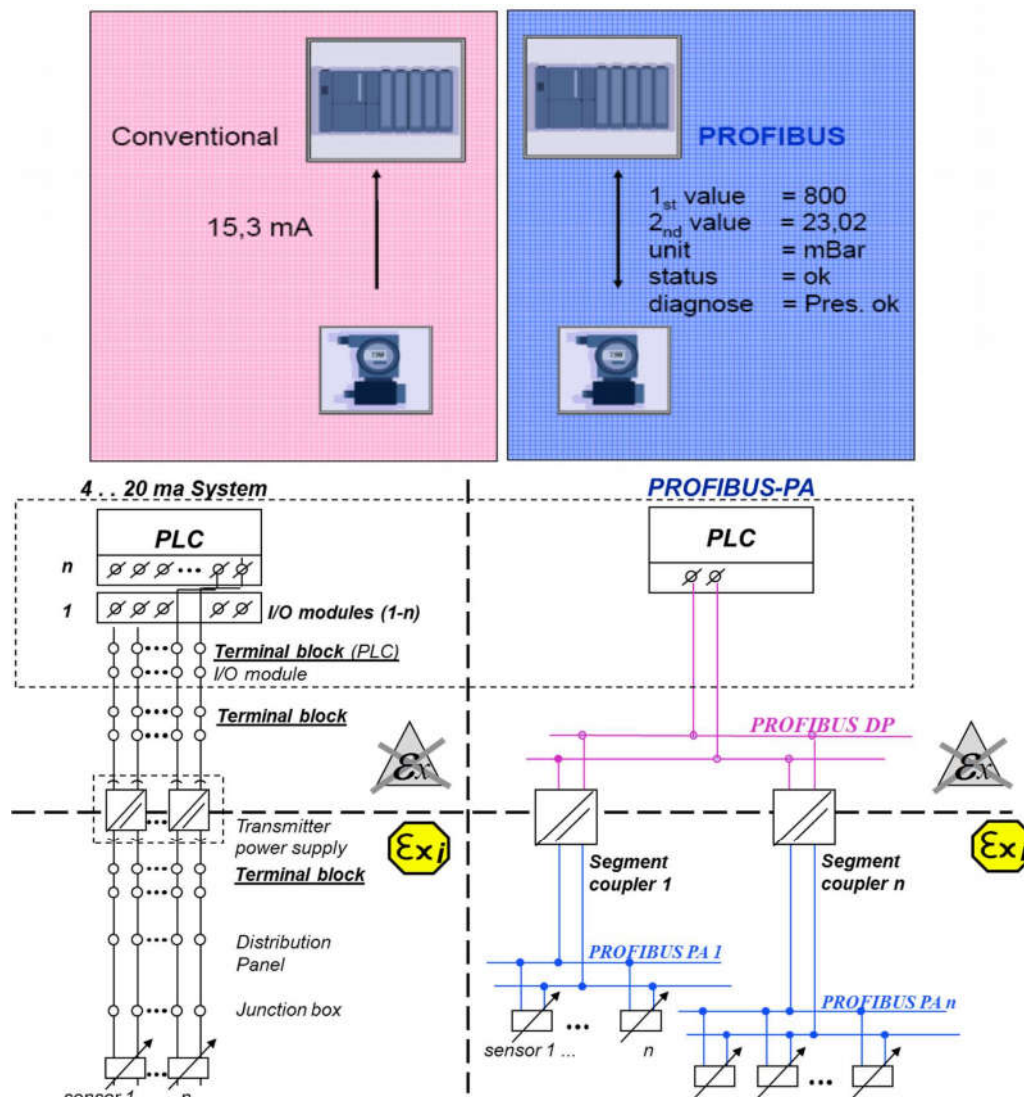 Conventional
15,3 mA
PROFIBUS
1st value = 800
2nd value = 23,02
unit = mBar
status = ok
diagnose = Pres. ok
4 . . 20 ma System
PLC
n
1
I/O modules (1-n)
Terminal block (PLC)
I/O module
Terminal block
Transmitter
power supply
Terminal block
Distribution
Panel
Junction box
sensor 1
n
εx
εx i
PROFIBUS-PA
PLC
PROFIBUS DP
εx
Segment
coupler 1
Segment
coupler n
PROFIBUS PA 1
sensor 1 ...
n
PROFIBUS PA n